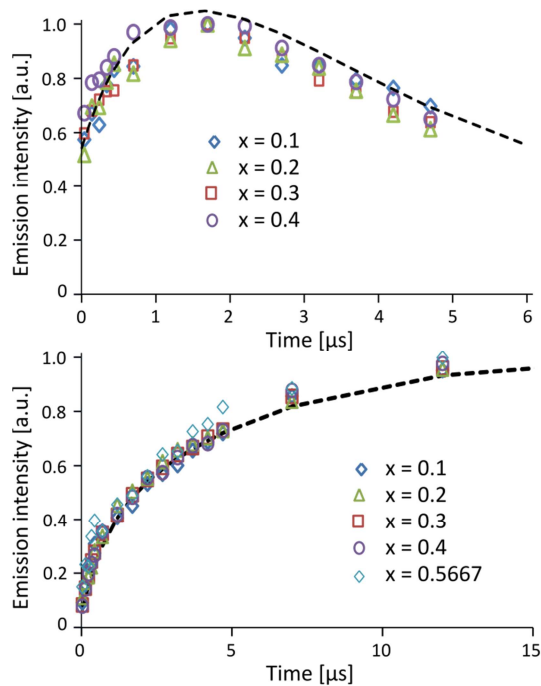 Emission intensity [a.u.]
1.0
0.8
0.6
0.4
0.2
0
x = 0.1
x = 0.2
x = 0.3
x = 0.4
0 1 2 3 4 5 6
Time [µs]
Emission intensity [a.u.]
1.0
0.8
0.6
0.4
0.2
0
x = 0.1
x = 0.2
x = 0.3
x = 0.4
x = 0.5667
0 5 10 15
Time [µs]